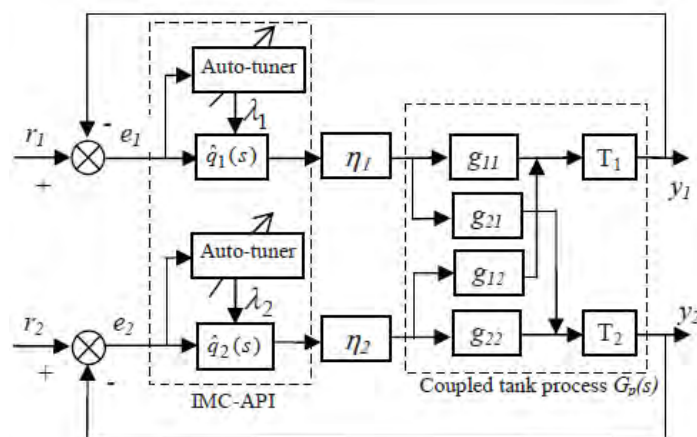 Auto-tuner
-
r1
e1
λ1
+
q̂1(s)
η1
g11
T1
y1
g21
Auto-tuner
g12
r2
e2
λ2
y2
+
q̂2(s)
η2
g22
T2
-
IMC-API
Coupled tank process Gp(s)